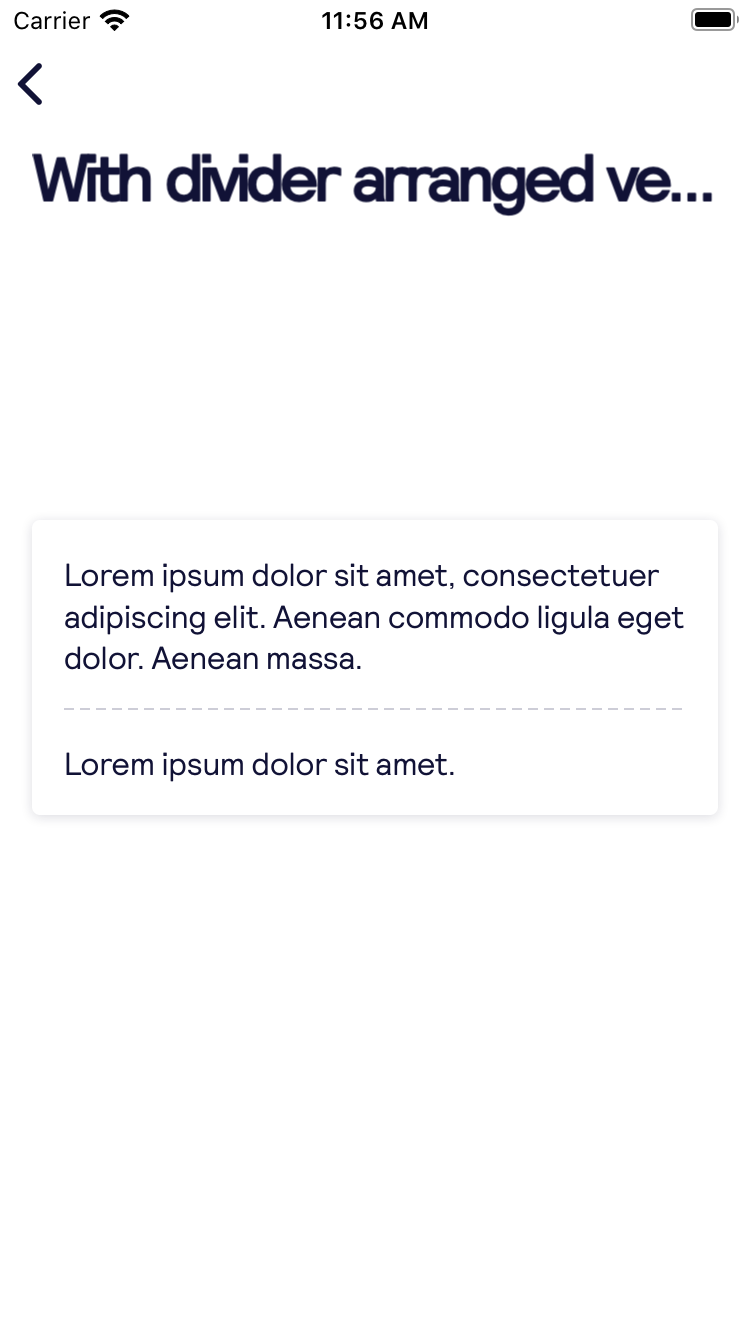 Carrier 11:56 AM
With divider arranged ve...
Lorem ipsum dolor sit amet, consectetuer
adipiscing elit. Aenean commodo ligula eget
dolor. Aenean massa.
Lorem ipsum dolor sit amet.